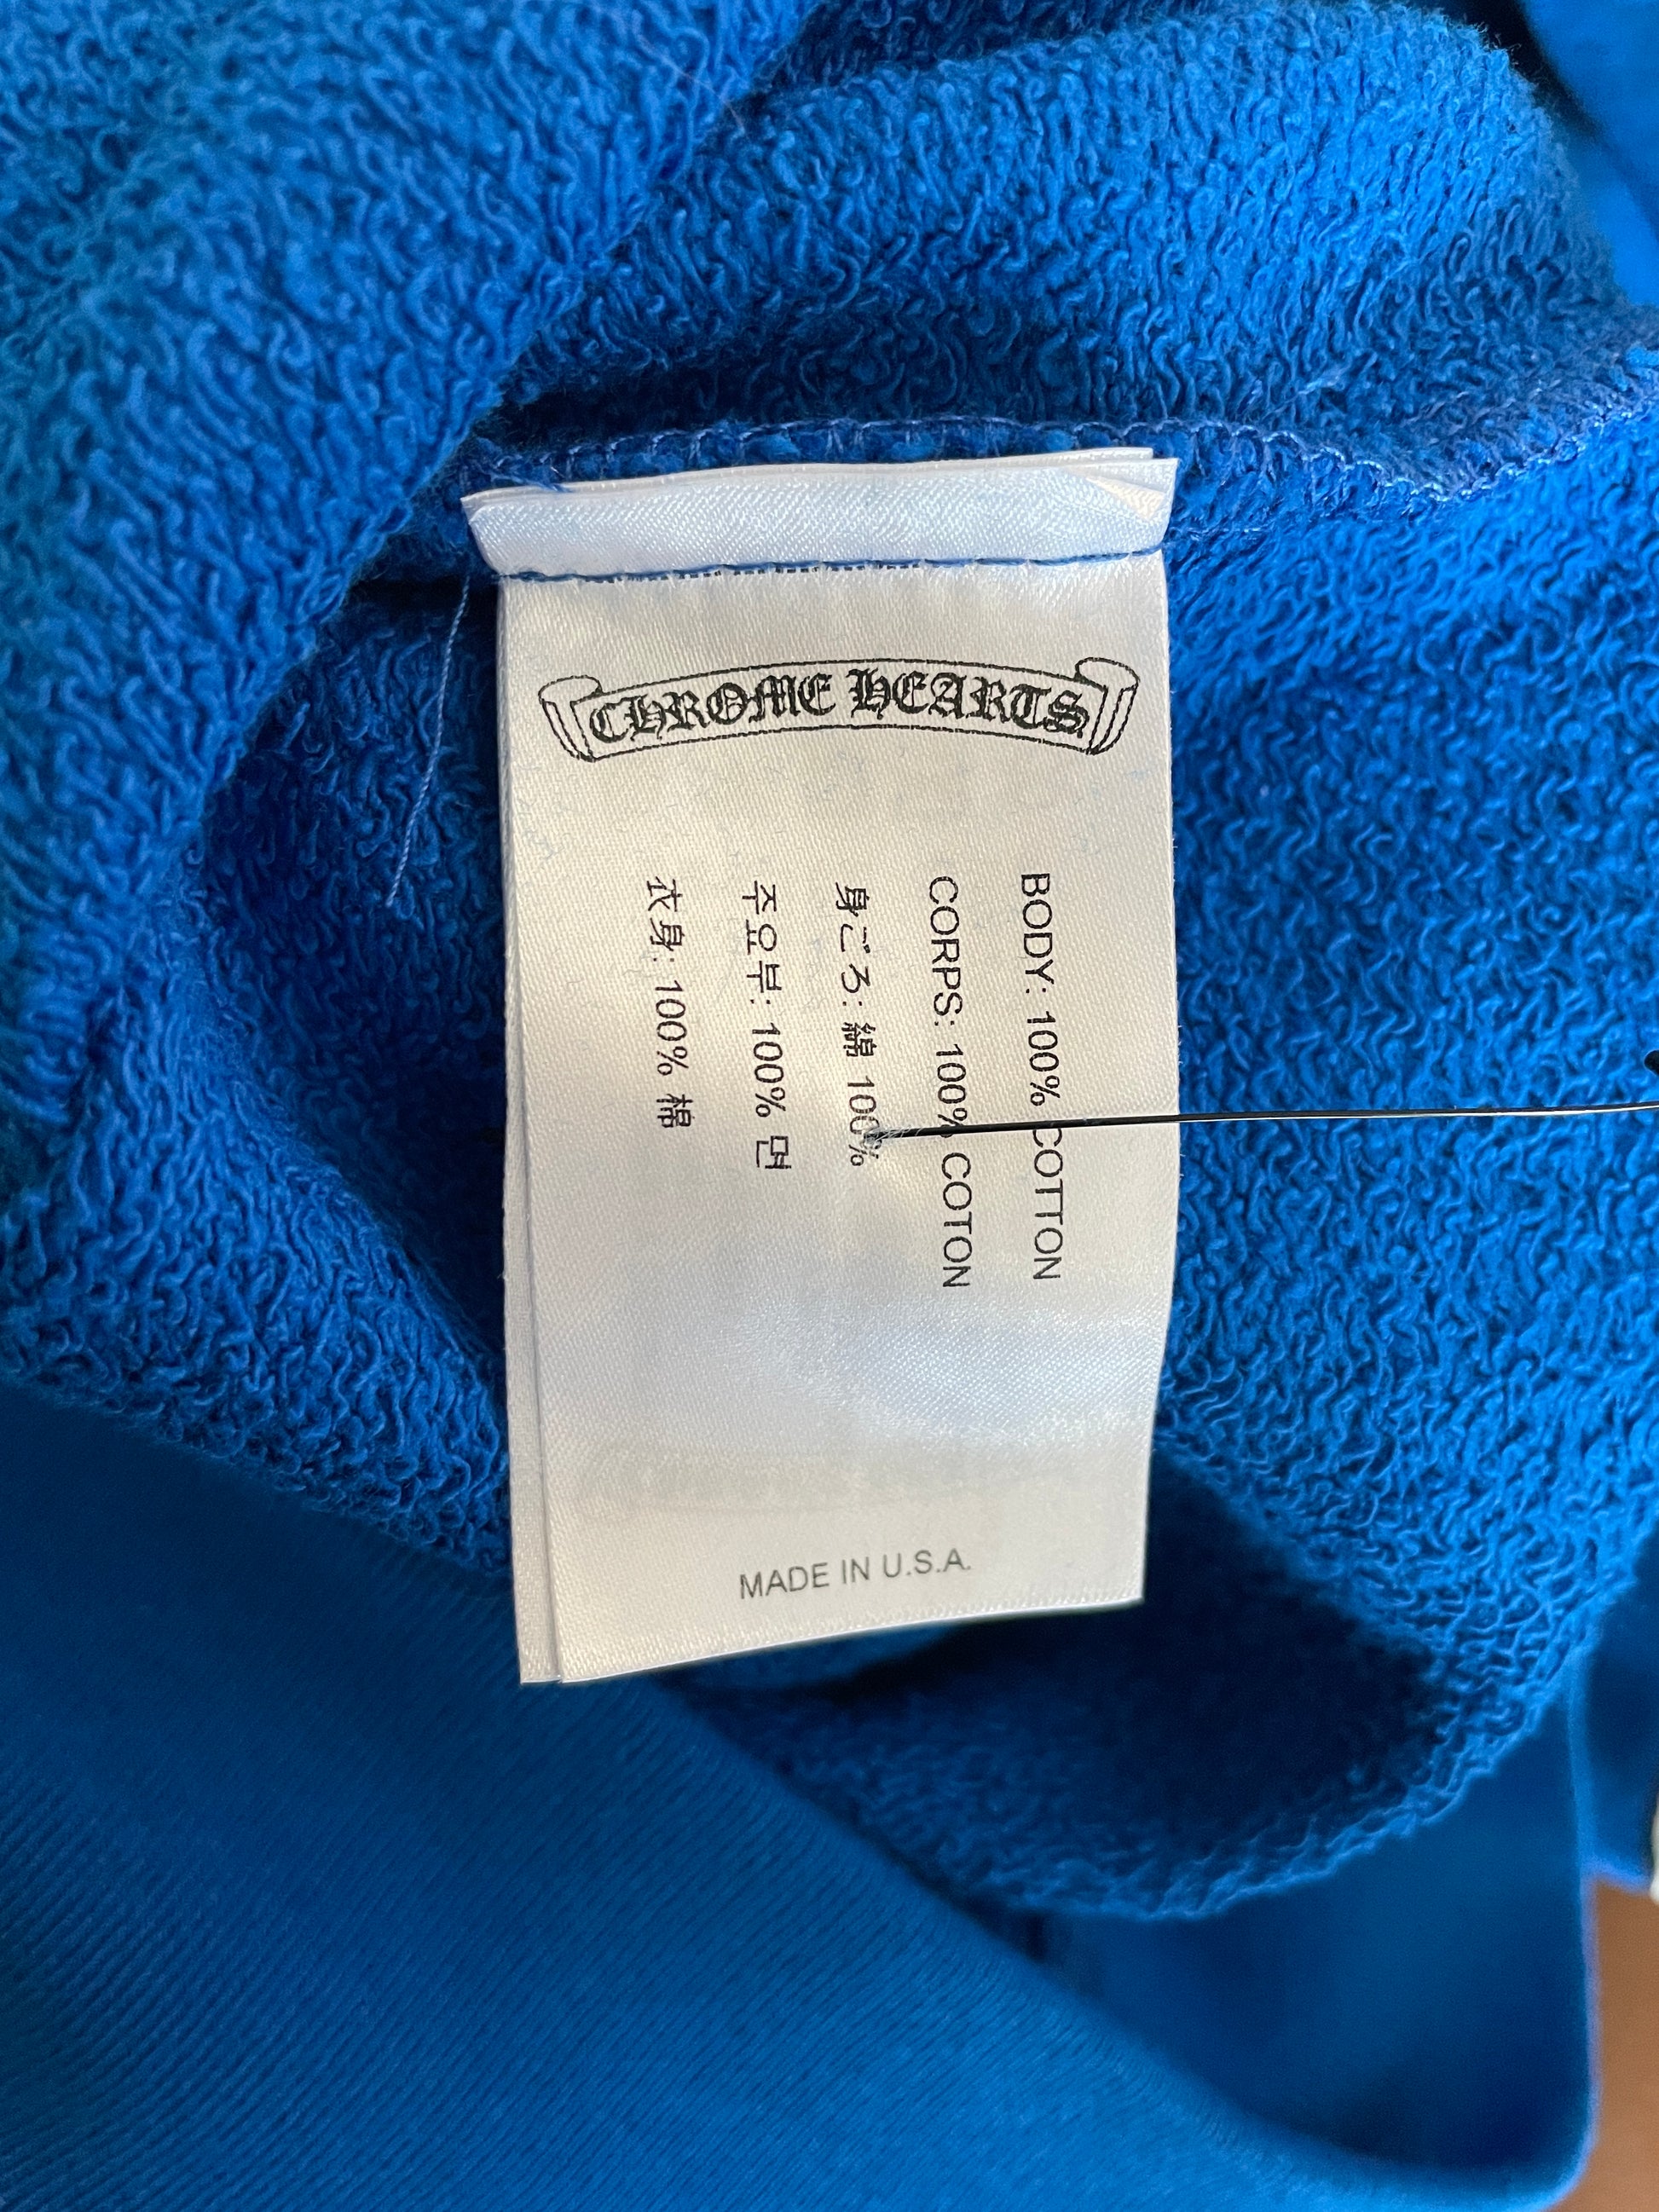 CHROME HEARTS
BODY: 100% COTTON
CORPS: 100% COTON
身ごろ: 綿 100%
주요부: 100% 면
衣身: 100% 棉
MADE IN U.S.A.